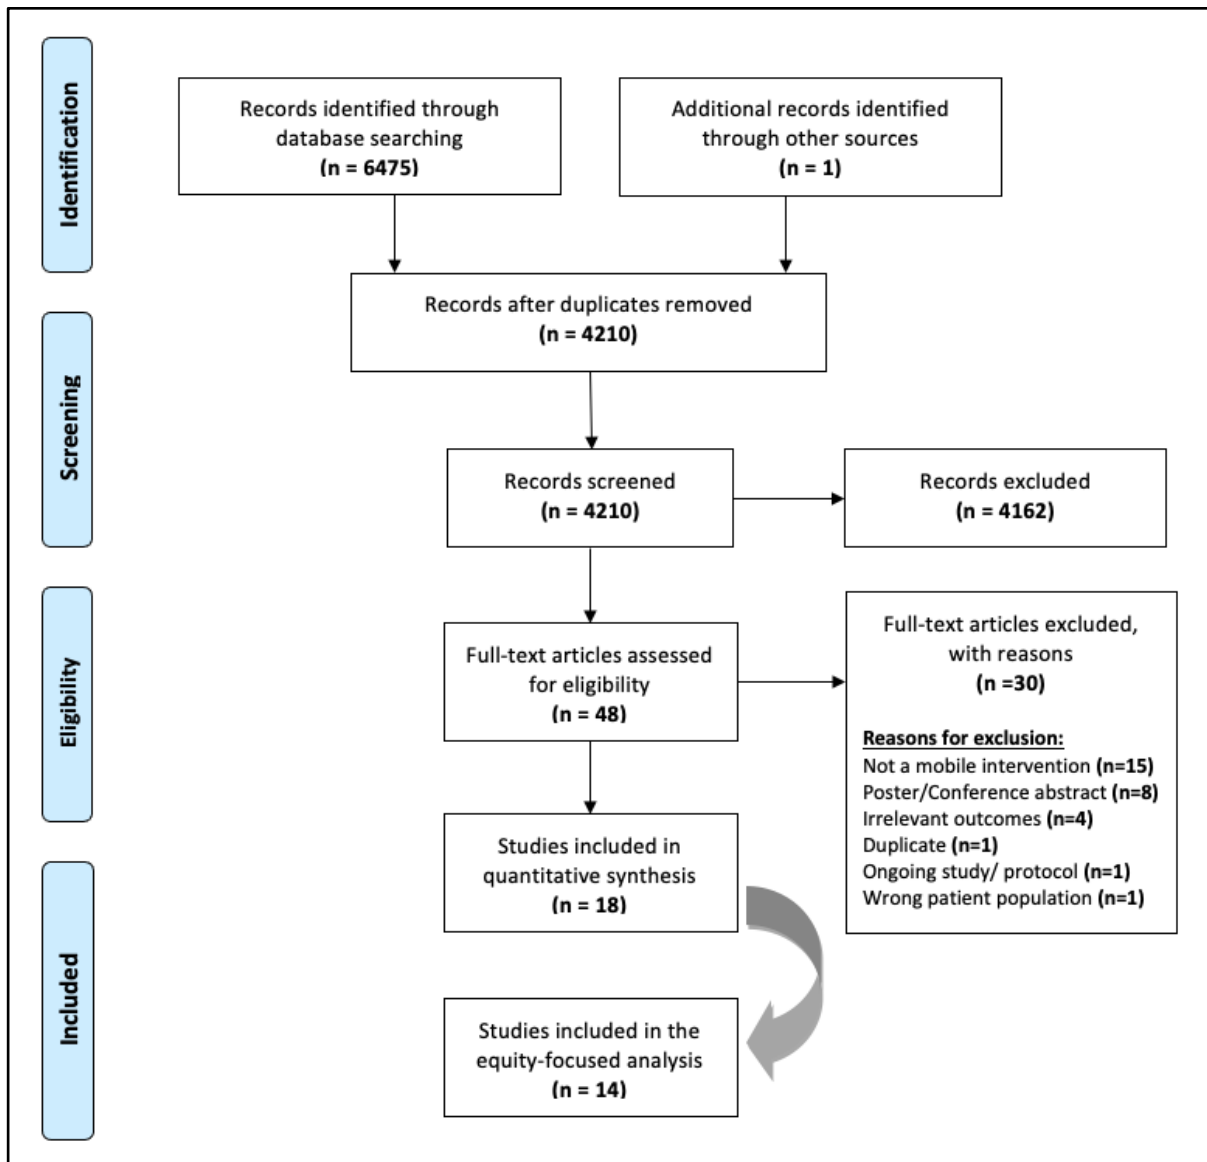 Identification
Records identified through
database searching
(n = 6475)
Additional records identified
through other sources
(n = 1)
Records after duplicates removed
(n = 4210)
Screening
Records screened
(n = 4210)
Records excluded
(n = 4162)
Eligibility
Full-text articles assessed
for eligibility
(n = 48)
Full-text articles excluded,
with reasons
(n =30)
Reasons for exclusion:
Not a mobile intervention (n=15)
Poster/Conference abstract (n=8)
Irrelevant outcomes (n=4)
Duplicate (n=1)
Ongoing study/ protocol (n=1)
Wrong patient population (n=1)
Studies included in
quantitative synthesis
(n = 18)
Included
Studies included in the
equity-focused analysis
(n = 14)